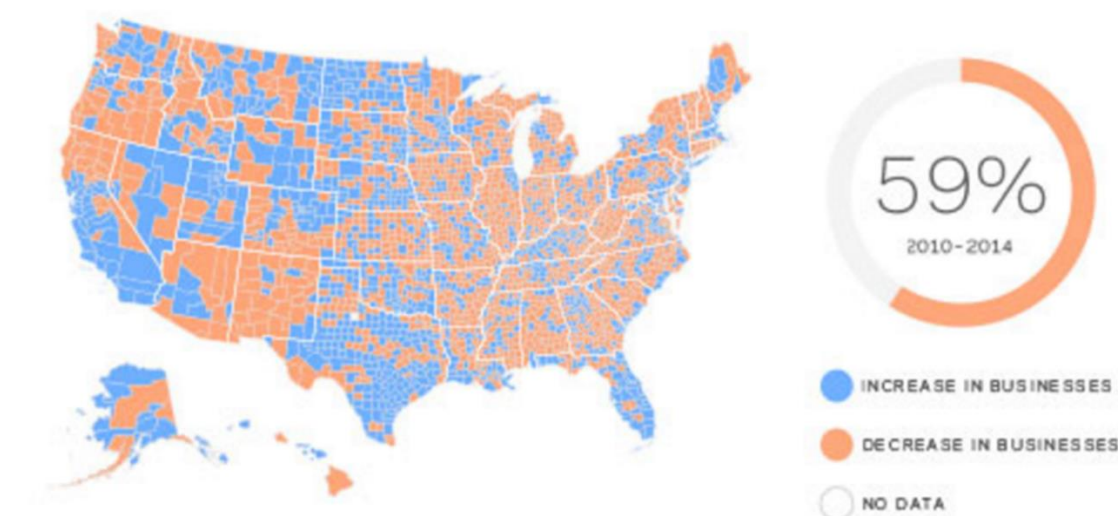 59%
2010-2014
INCREASE IN BUSINESSES
DECREASE IN BUSINESSES
NO DATA